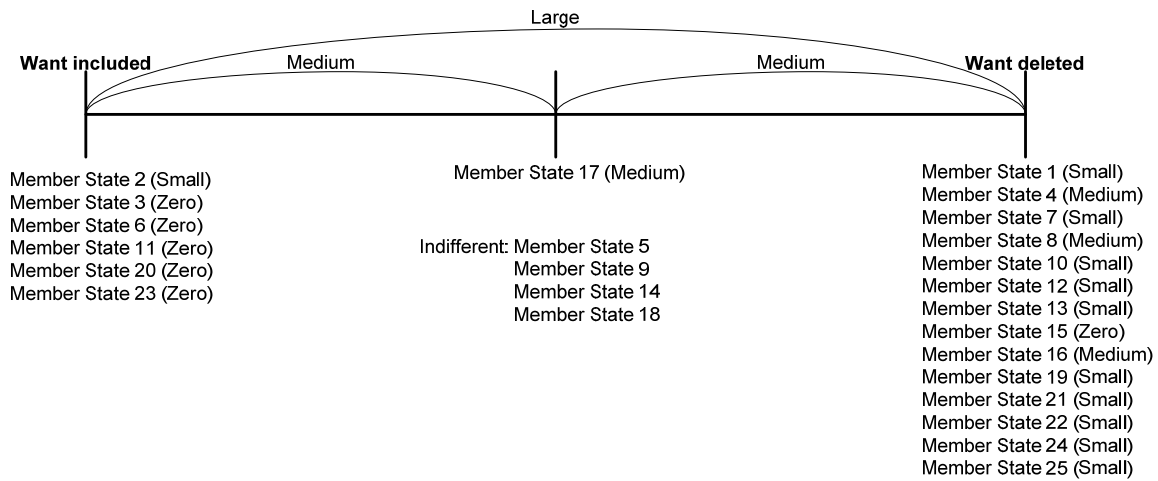 Large
Want included
Medium
Medium
Want deleted
Member State 2 (Small)
Member State 3 (Zero)
Member State 6 (Zero)
Member State 11 (Zero)
Member State 20 (Zero)
Member State 23 (Zero)
Member State 17 (Medium)
Indifferent: Member State 5
Member State 9
Member State 14
Member State 18
Member State 1 (Small)
Member State 4 (Medium)
Member State 7 (Small)
Member State 8 (Medium)
Member State 10 (Small)
Member State 12 (Small)
Member State 13 (Small)
Member State 15 (Zero)
Member State 16 (Medium)
Member State 19 (Small)
Member State 21 (Small)
Member State 22 (Small)
Member State 24 (Small)
Member State 25 (Small)